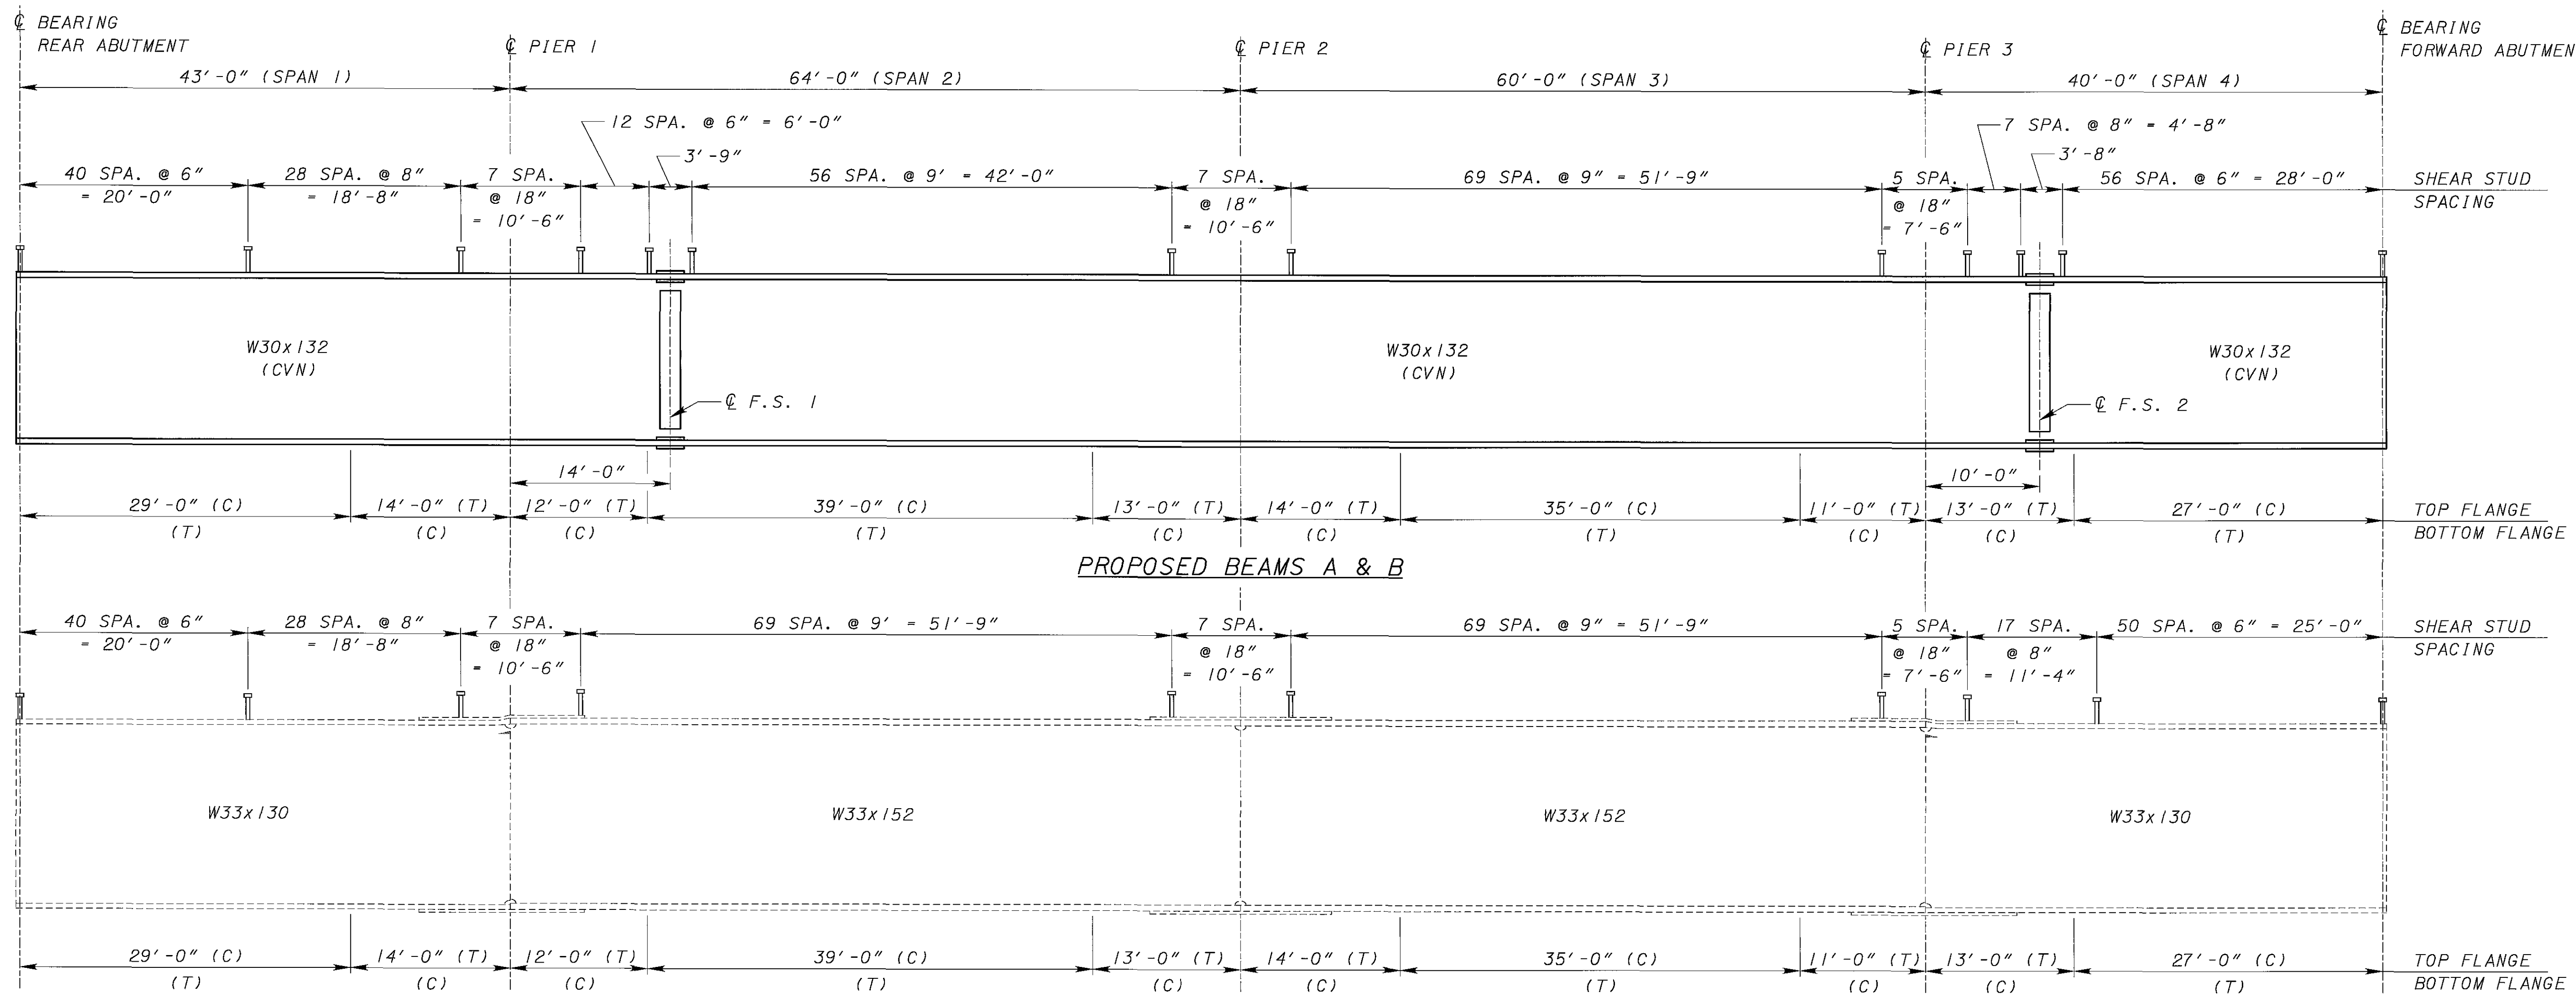 ℄ BEARING
REAR ABUTMENT
℄ PIER 1
℄ PIER 2
℄ PIER 3
℄ BEARING
FORWARD ABUTMEN
43'-0" (SPAN 1)
64'-0" (SPAN 2)
60'-0" (SPAN 3)
40'-0" (SPAN 4)
12 SPA. @ 6" = 6'-0"
3'-9"
7 SPA. @ 8" = 4'-8"
3'-8"
40 SPA. @ 6"
= 20'-0"
28 SPA. @ 8"
= 18'-8"
7 SPA.
@ 18"
= 10'-6"
56 SPA. @ 9' = 42'-0"
7 SPA.
@ 18"
= 10'-6"
69 SPA. @ 9" = 51'-9"
5 SPA.
@ 18"
= 7'-6"
56 SPA. @ 6" = 28'-0"
SHEAR STUD
SPACING
W30x132
(CVN)
W30x132
(CVN)
W30x132
(CVN)
℄ F.S. 1
℄ F.S. 2
14'-0"
10'-0"
29'-0" (C)
(T)
14'-0" (T)
(C)
12'-0" (T)
(C)
39'-0" (C)
(T)
13'-0" (T)
(C)
14'-0" (T)
(C)
35'-0" (C)
(T)
11'-0" (T)
(C)
13'-0" (T)
(C)
27'-0" (C)
(T)
TOP FLANGE
BOTTOM FLANGE
PROPOSED BEAMS A & B
40 SPA. @ 6"
= 20'-0"
28 SPA. @ 8"
= 18'-8"
7 SPA.
@ 18"
= 10'-6"
69 SPA. @ 9' = 51'-9"
7 SPA.
@ 18"
= 10'-6"
69 SPA. @ 9" = 51'-9"
5 SPA.
@ 18"
= 7'-6"
17 SPA.
@ 8"
= 11'-4"
50 SPA. @ 6" = 25'-0"
SHEAR STUD
SPACING
W33x130
W33x152
W33x152
W33x130
29'-0" (C)
(T)
14'-0" (T)
(C)
12'-0" (T)
(C)
39'-0" (C)
(T)
13'-0" (T)
(C)
14'-0" (T)
(C)
35'-0" (C)
(T)
11'-0" (T)
(C)
13'-0" (T)
(C)
27'-0" (C)
(T)
TOP FLANGE
BOTTOM FLANGE